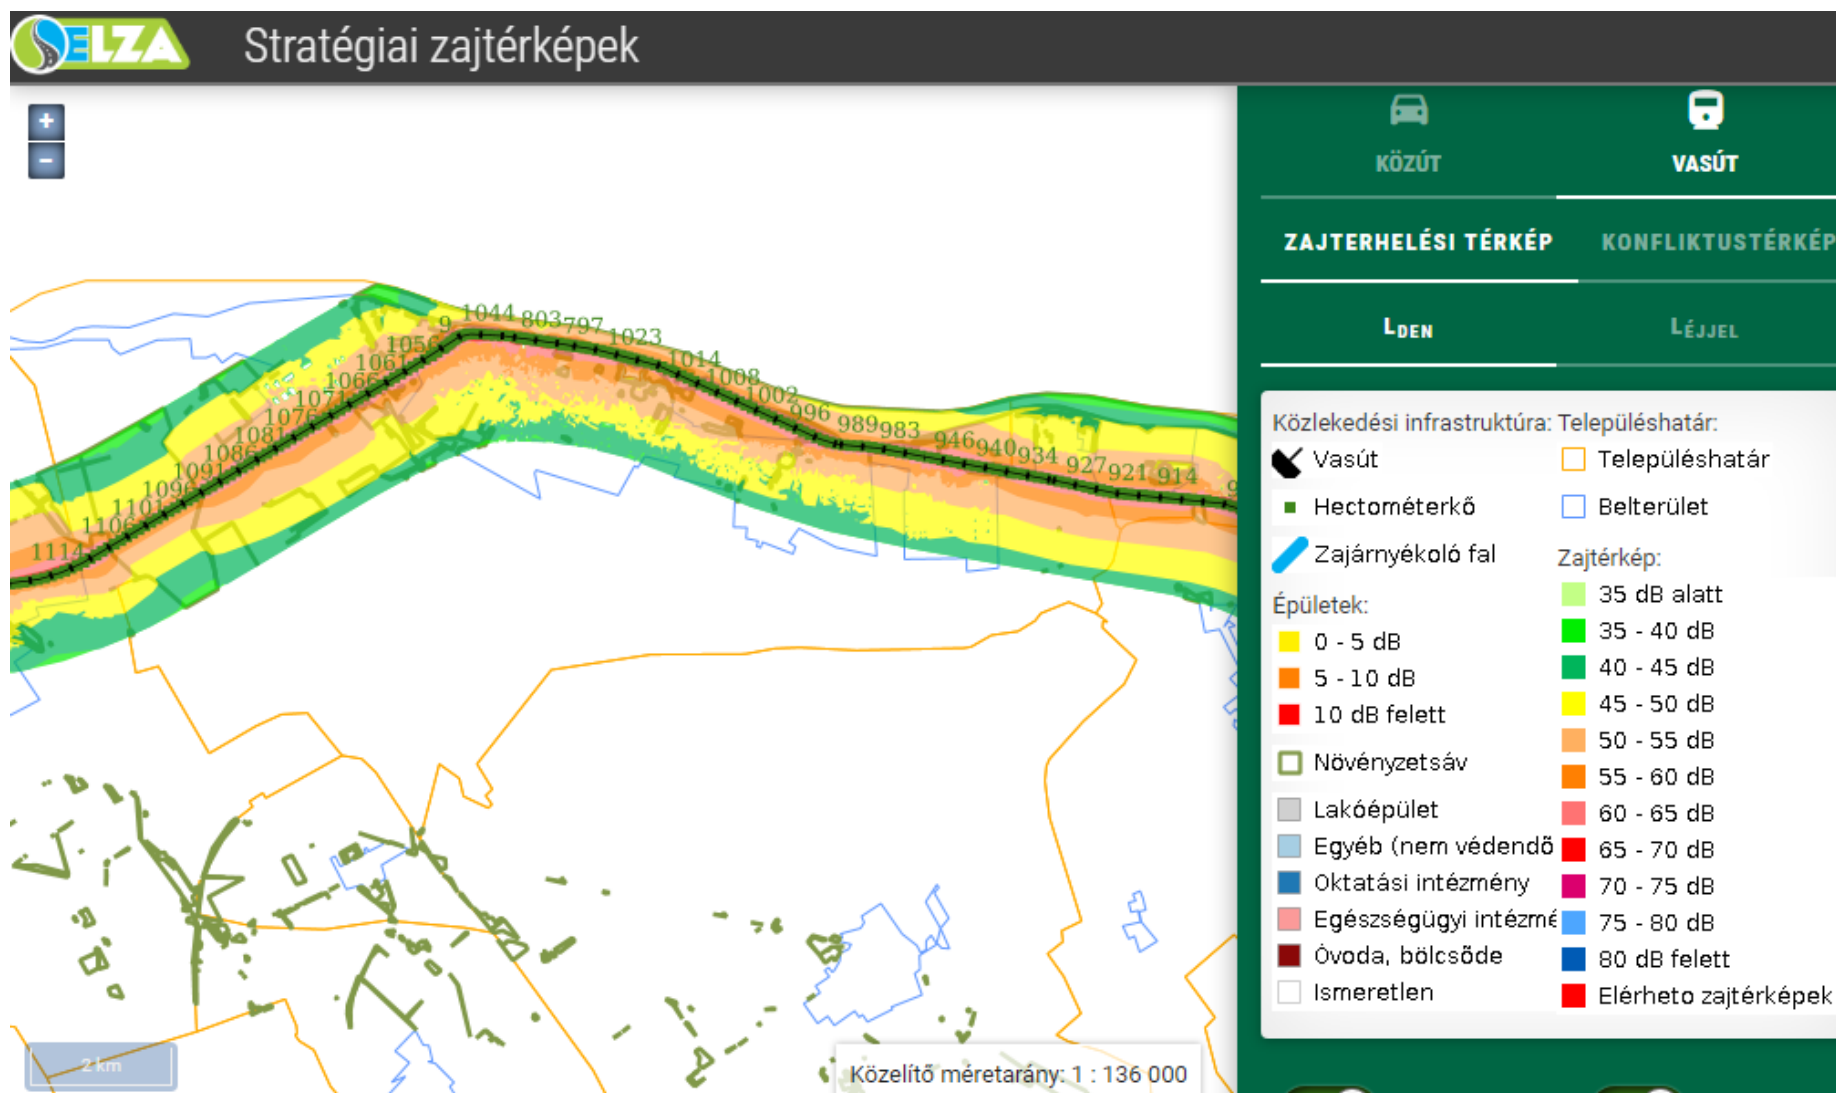 ELZA
Stratégiai zajtérképek
+
−
KÖZÚT
VASÚT
ZAJTERHELÉSI TÉRKÉP
KONFLIKTUSTÉRKÉP
LDEN
LÉJJEL
Közlekedési infrastruktúra:
Vasút
Hectométerkő
Zajárnyékoló fal
Épületek:
0 - 5 dB
5 - 10 dB
10 dB felett
Növényzetsáv
Lakóépület
Egyéb (nem védendő
Oktatási intézmény
Egészségügyi intézmé
Óvoda, bölcsõde
Ismeretlen
Településhatár:
Településhatár
Belterület
Zajtérkép:
35 dB alatt
35 - 40 dB
40 - 45 dB
45 - 50 dB
50 - 55 dB
55 - 60 dB
60 - 65 dB
65 - 70 dB
70 - 75 dB
75 - 80 dB
80 dB felett
Elérheto zajtérképek
1114
1106
1101
1096
1091
1086
1081
1076
1071
1066
1061
1056
9
1044
803
797
1023
1014
1008
1002
996
989
983
946
940
934
927
921
914
9
2 km
Közelítő méretarány: 1 : 136 000